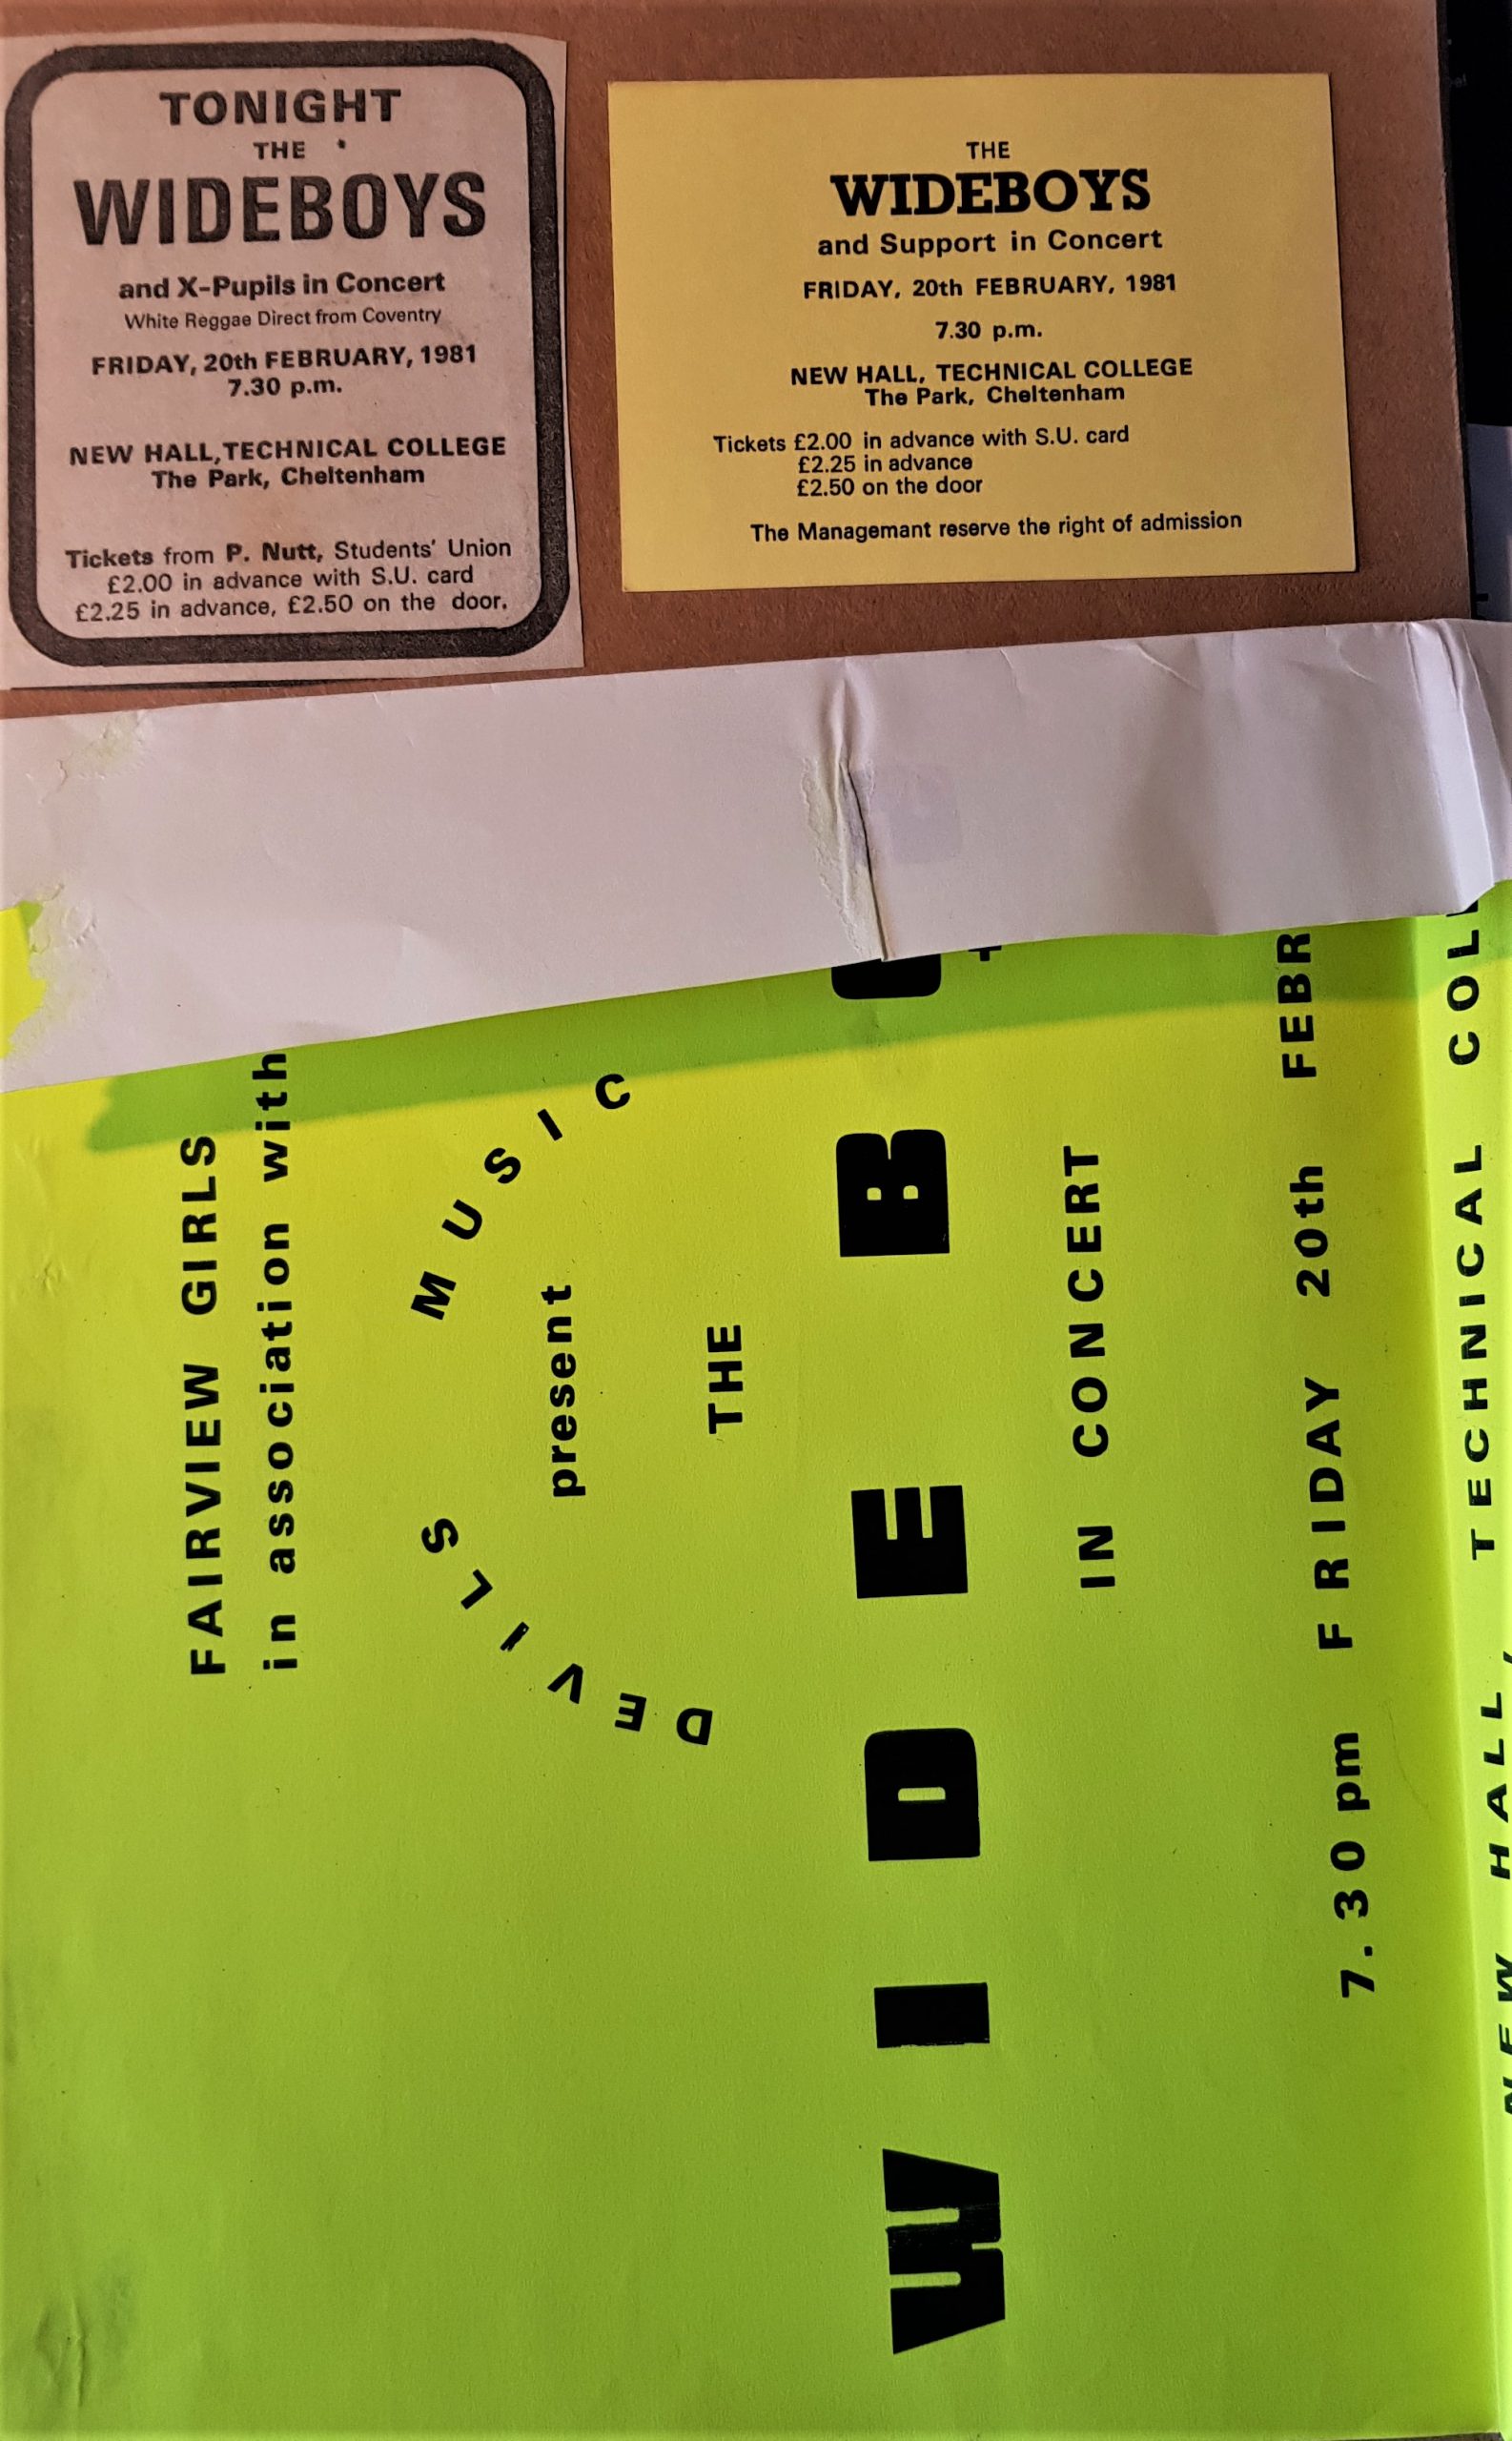 TONIGHT
THE
WIDEBOYS
and X-Pupils in Concert
White Reggae Direct from Coventry
FRIDAY, 20th FEBRUARY, 1981
7.30 p.m.
NEW HALL, TECHNICAL COLLEGE
The Park, Cheltenham
Tickets from P. Nutt, Students' Union
£2.00 in advance with S.U. card
£2.25 in advance, £2.50 on the door.
THE
WIDEBOYS
and Support in Concert
FRIDAY, 20th FEBRUARY, 1981
7.30 p.m.
NEW HALL, TECHNICAL COLLEGE
The Park, Cheltenham
Tickets £2.00 in advance with S.U. card
£2.25 in advance
£2.50 on the door
The Managemant reserve the right of admission
FAIRVIEW GIRLS
in association with
DEVILS MUSIC
present
THE
WIDEB
IN CONCERT
7.30 pm FRIDAY 20th FEBR
NEW HALL, TECHNICAL COLL